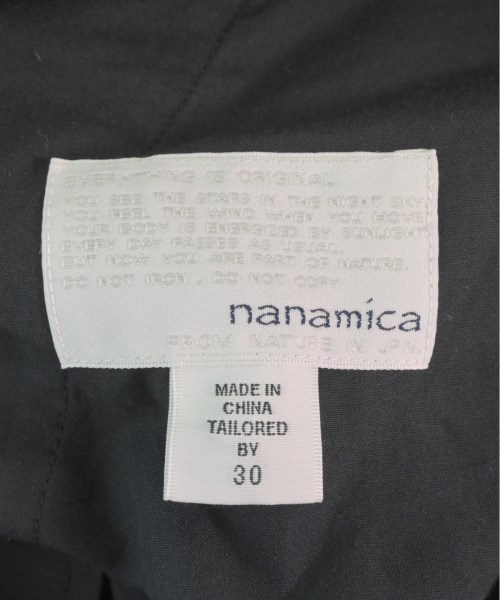 EVERYTHING IS ORIGINAL.
YOU SEE THE STARS IN THE NIGHT SKY.
YOU FEEL THE WIND WHEN YOU MOVE.
YOUR BODY IS ENERGIZED BY SUNLIGHT.
EVERY DAY PASSES AS USUAL,
BUT NOW YOU ARE PART OF NATURE.
DO NOT IRON, DO NOT COPY
nanamica
FROM NATURE IN JPN.
MADE IN
CHINA
TAILORED
BY
30